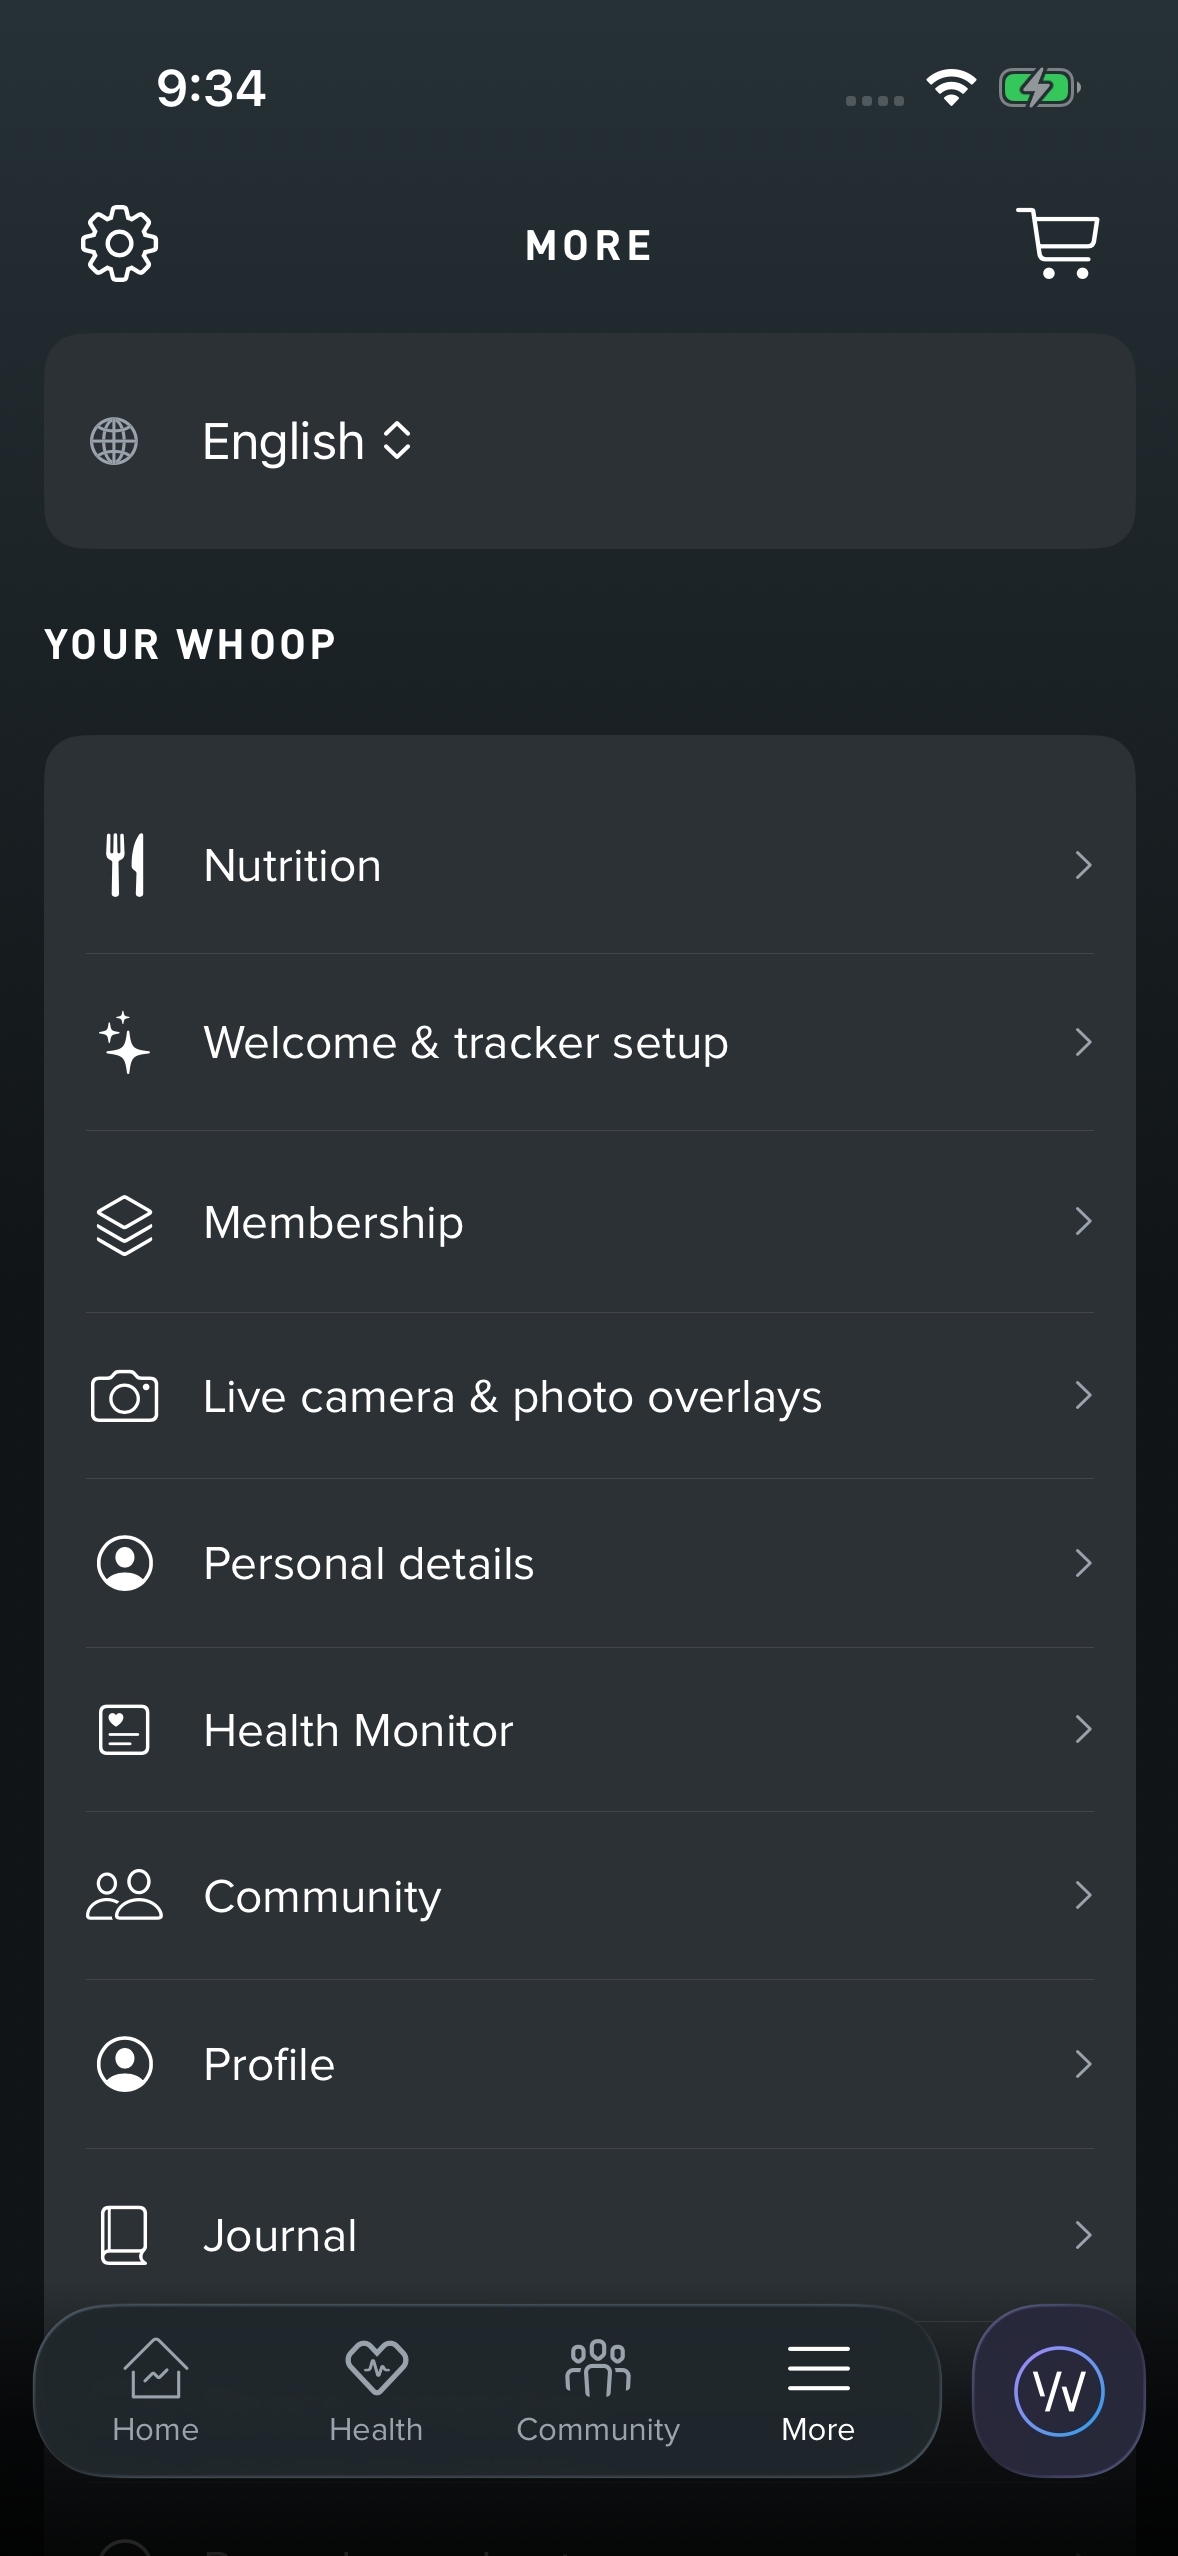 9:34
MORE
English
YOUR WHOOP
Nutrition
Welcome & tracker setup
Membership
Live camera & photo overlays
Personal details
Health Monitor
Community
Profile
Journal
Home
Health
Community
More